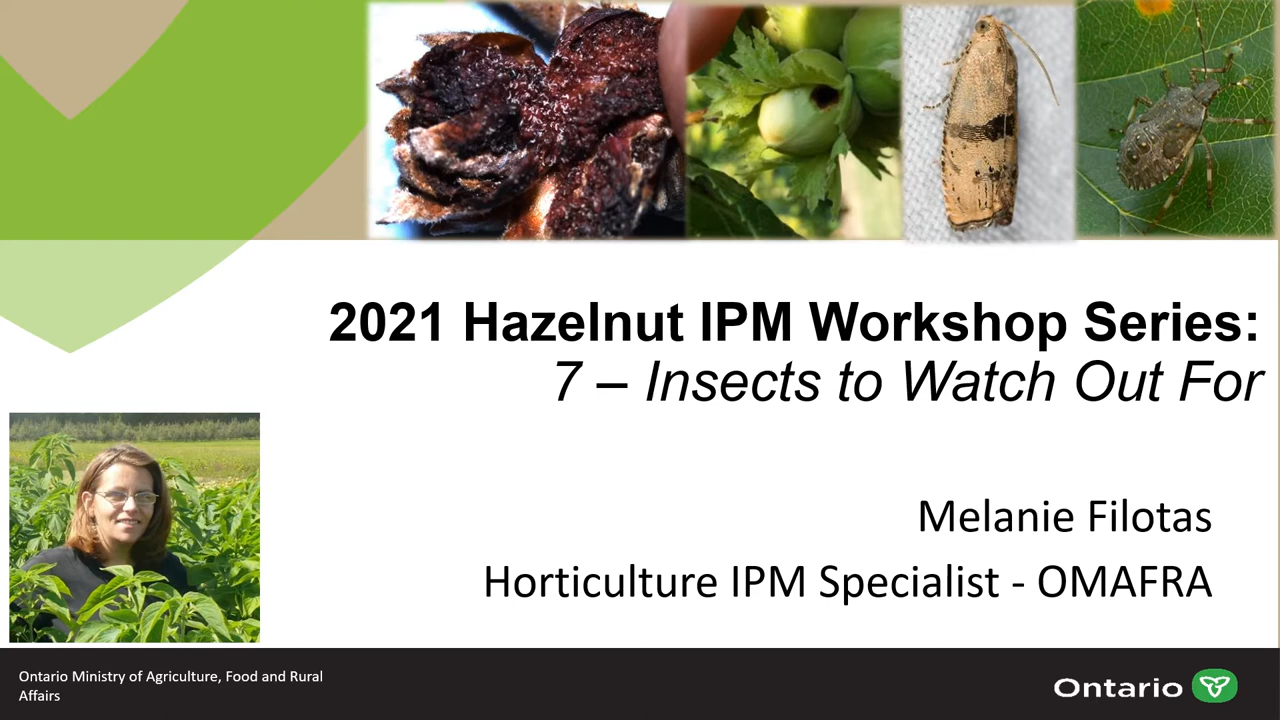 2021 Hazelnut IPM Workshop Series:
7 – Insects to Watch Out For
Melanie Filotas
Horticulture IPM Specialist - OMAFRA
Ontario Ministry of Agriculture, Food and Rural
Affairs
Ontario